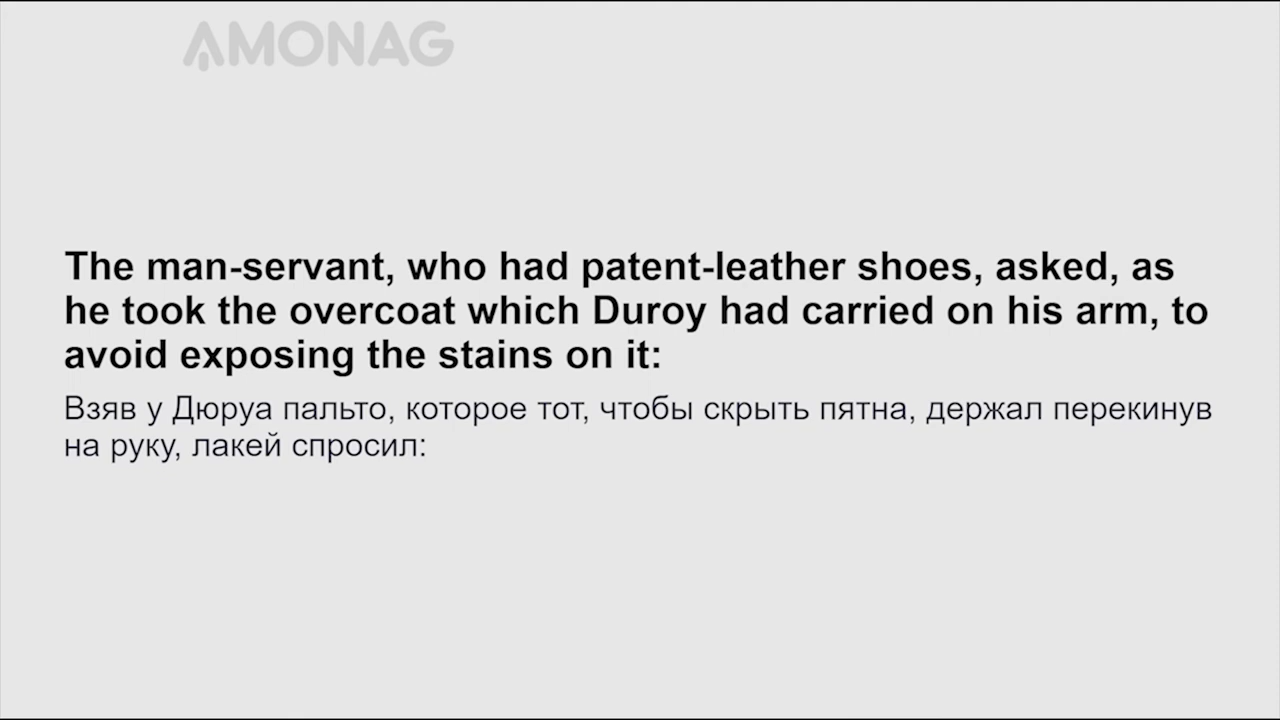 AMONAG
The man-servant, who had patent-leather shoes, asked, as
he took the overcoat which Duroy had carried on his arm, to
avoid exposing the stains on it:
Взяв у Дюруа пальто, которое тот, чтобы скрыть пятна, держал перекинув
на руку, лакей спросил: